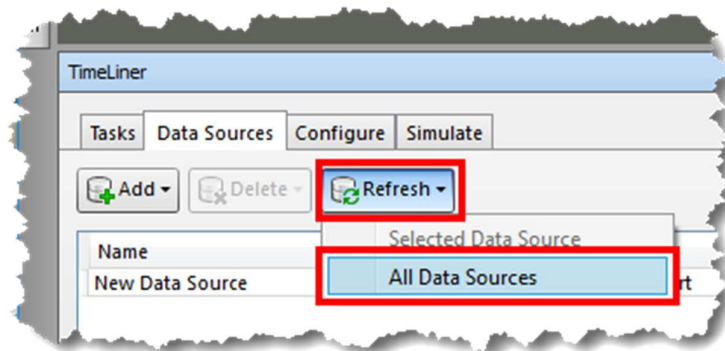 TimeLiner
Tasks Data Sources Configure Simulate
Add Delete Refresh
Selected Data Source
Name
All Data Sources
New Data Source rt